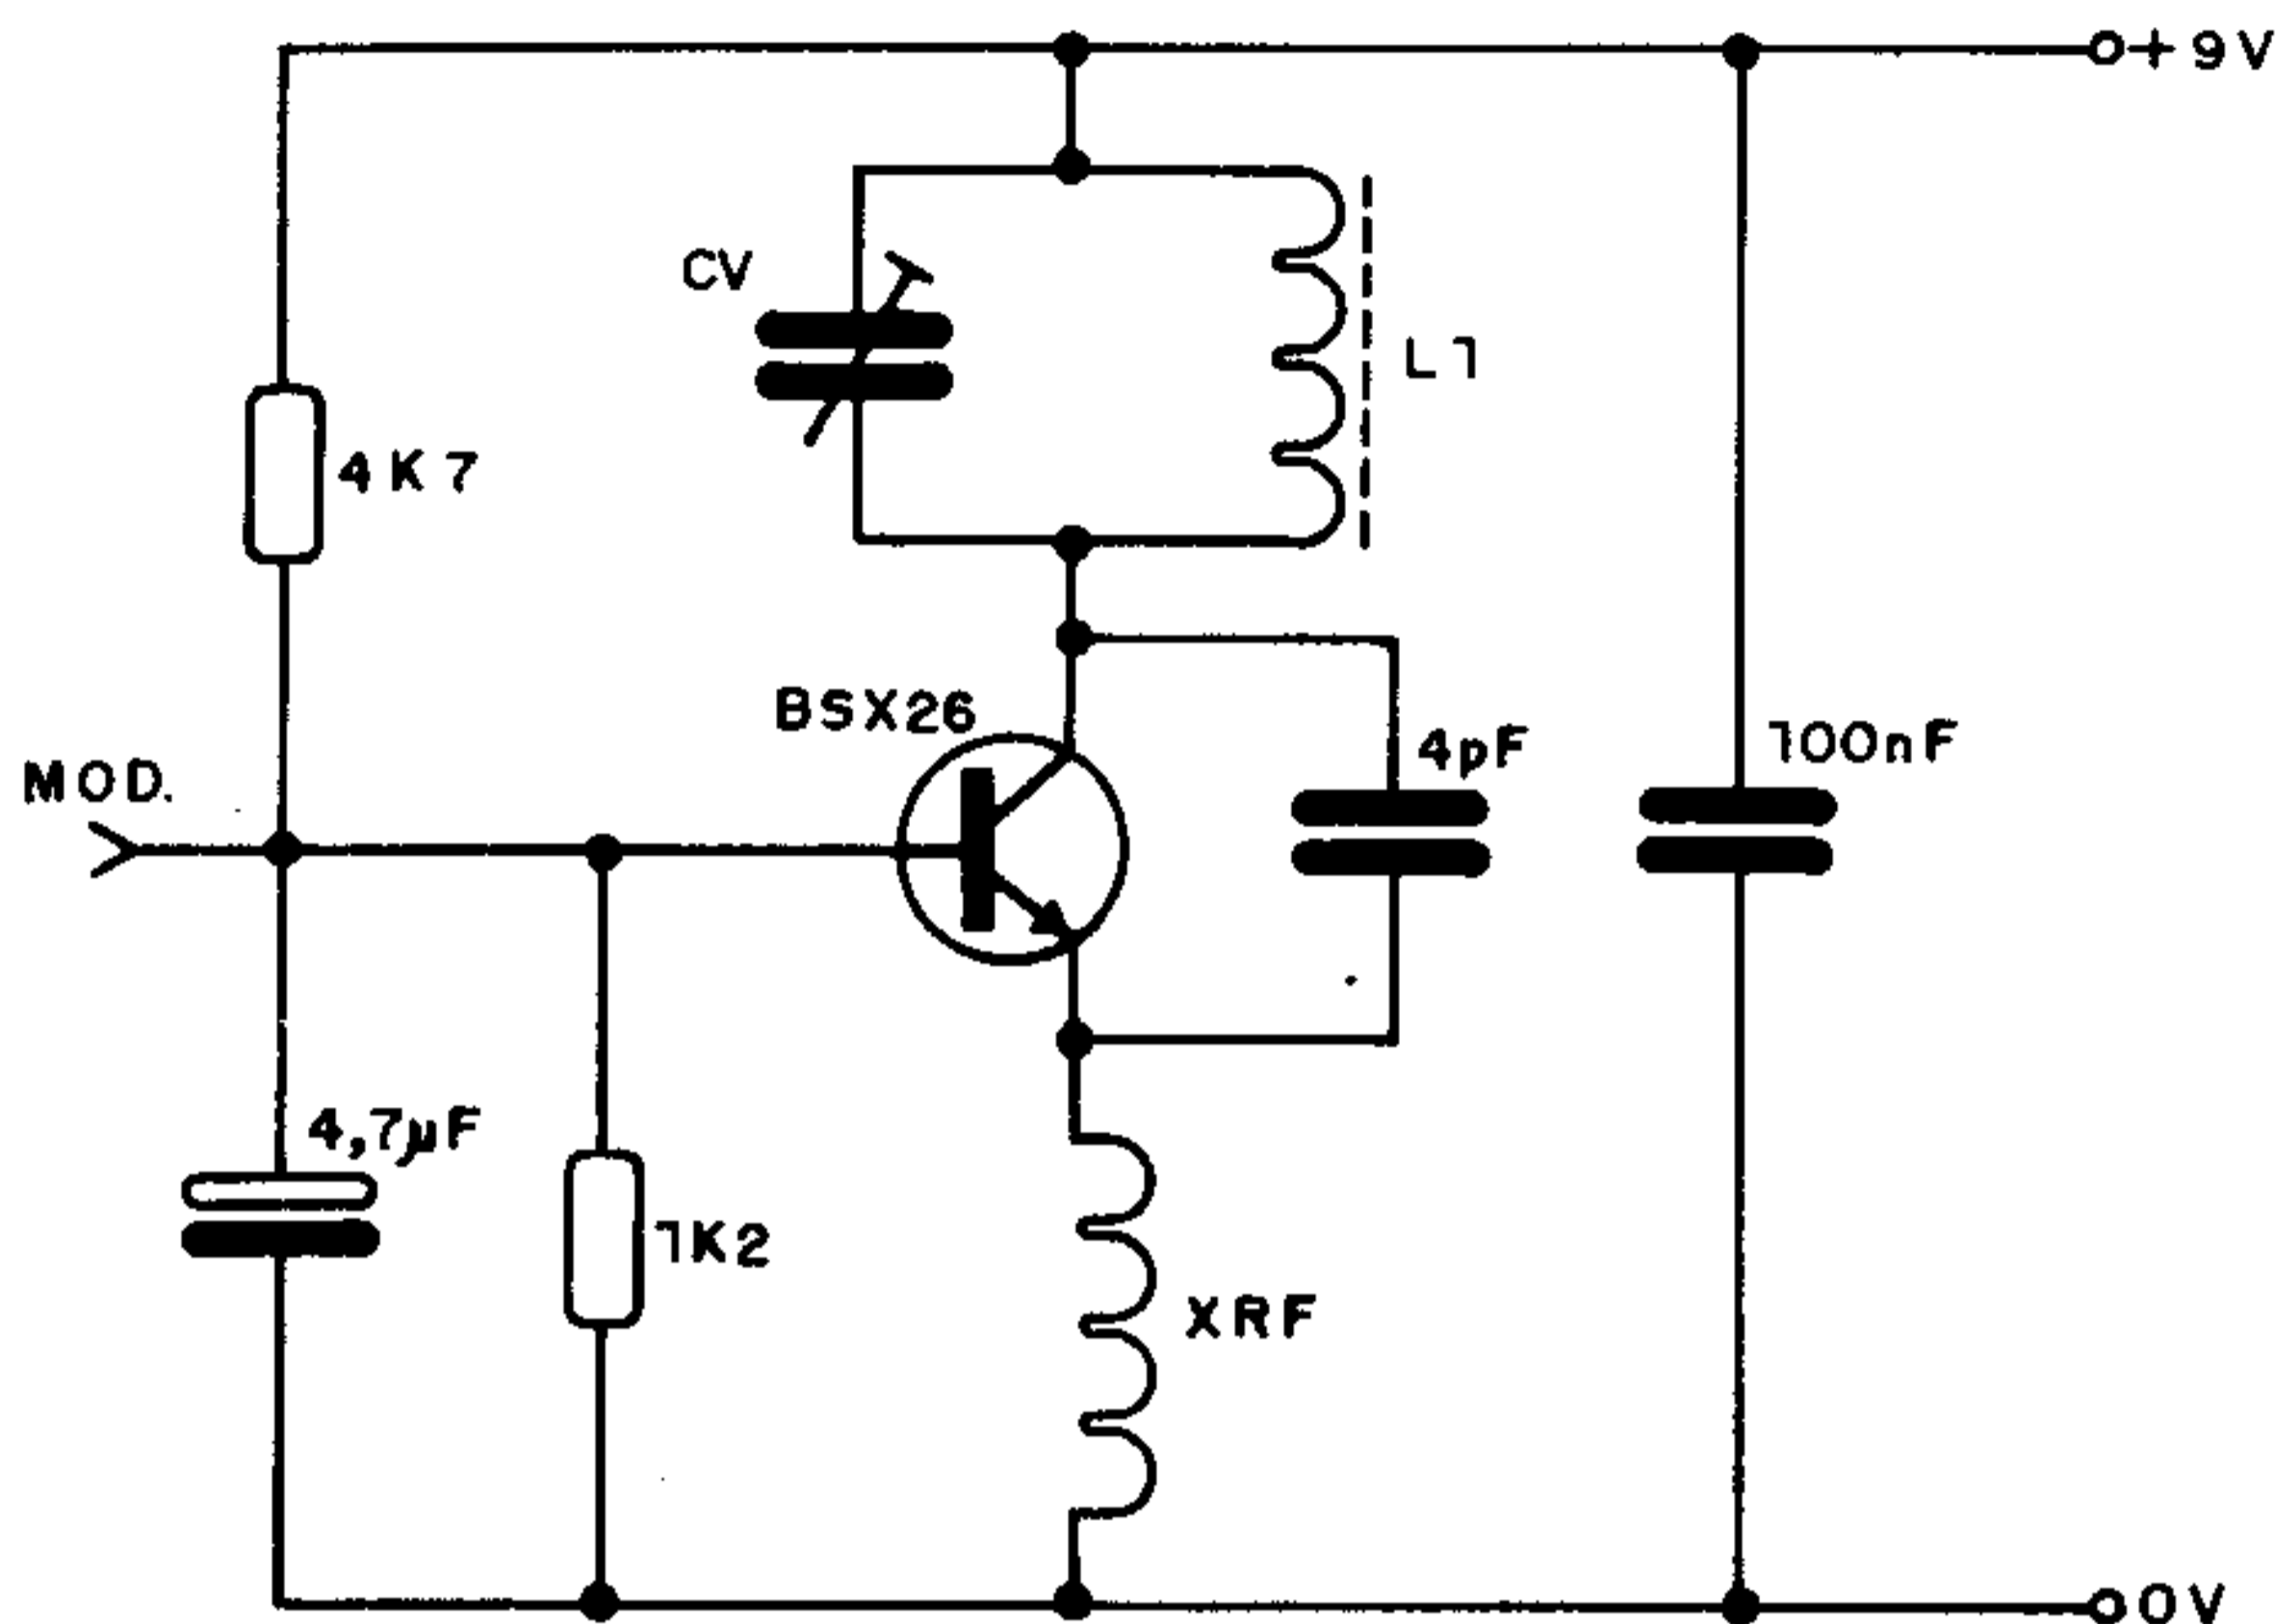 + 9V
CV
L1
4K7
BSX26
4pF
100nF
MOD.
4,7µF
1K2
XRF
0V